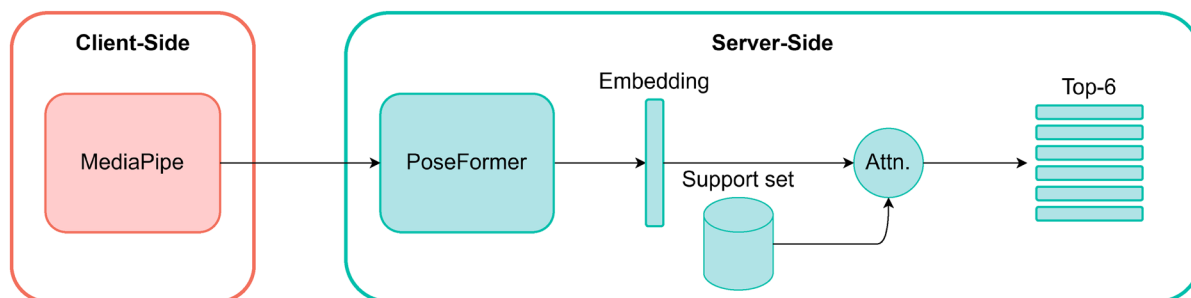 Client-Side
MediaPipe
Server-Side
PoseFormer
Embedding
Support set
Attn.
Top-6